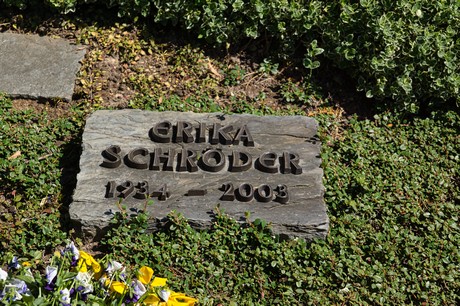 ERIKA
SCHRÖDER
1934 - 2003